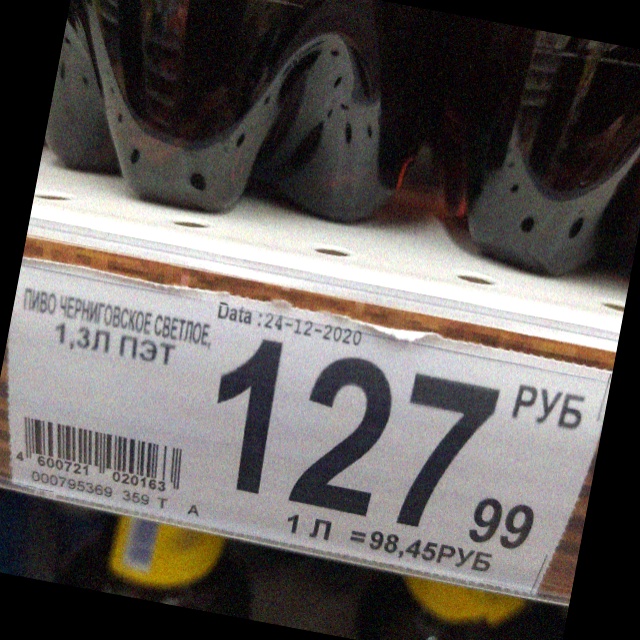 ПИВО ЧЕРНИГОВСКОЕ СВЕТЛОЕ,
1,3Л ПЭТ
Data :24-12-2020
127 99 РУБ
1 Л =98,45РУБ
4 600721 020163
000795369 359 Т А